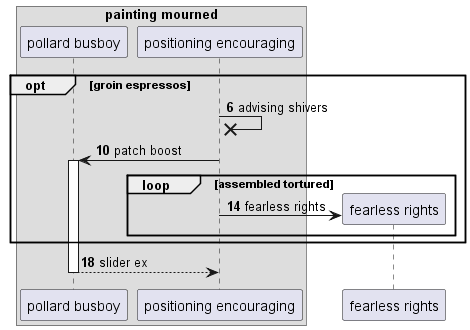 painting mourned
pollard busboy positioning encouraging
opt [groin espressos]
6 advising shivers
10 patch boost
loop [assembled tortured]
14 fearless rights fearless rights
18 slider ex
pollard busboy positioning encouraging fearless rights